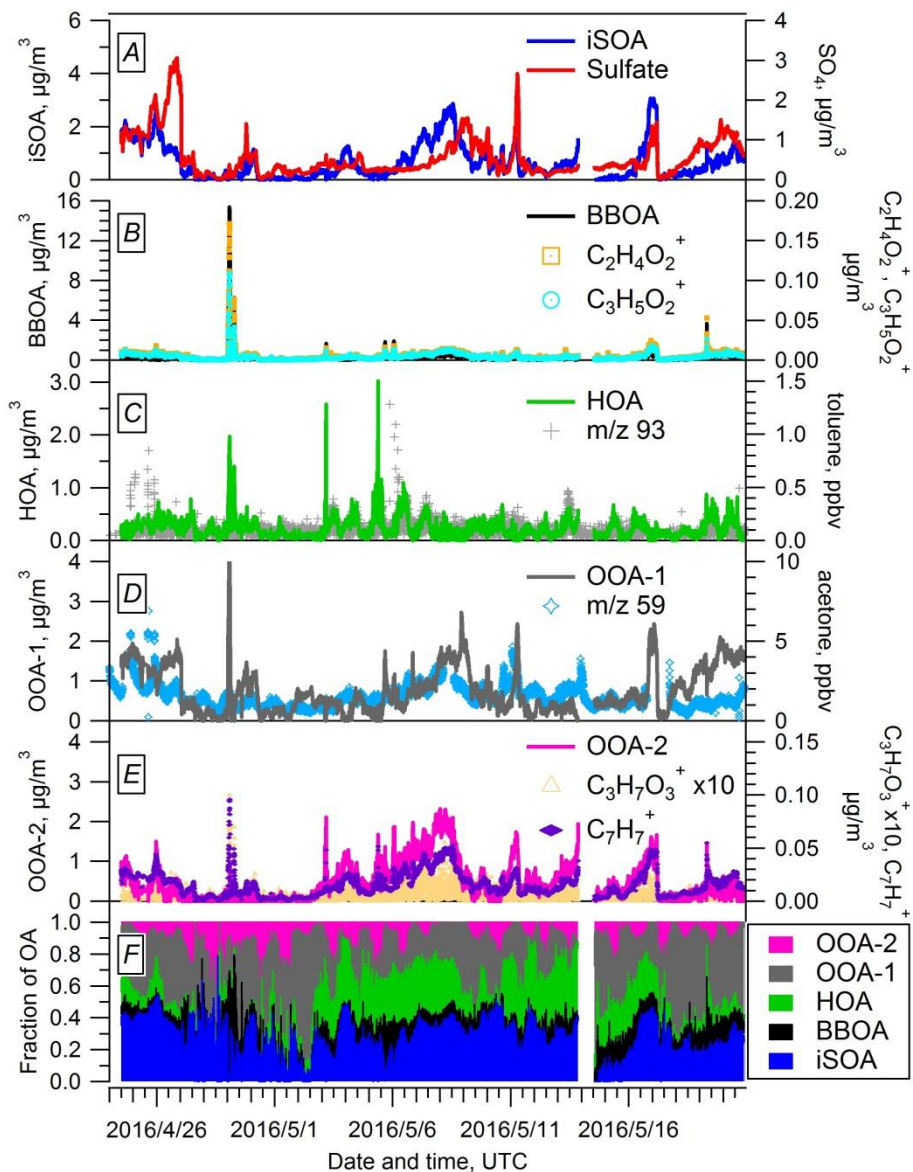 A
iSOA
Sulfate
iSOA, µg/m³
6
4
2
0
4
3
2
1
0
SO₄, µg/m³
B
BBOA
C₂H₄O₂⁺
C₃H₅O₂⁺
BBOA, µg/m³
16
12
8
4
0
0.20
0.15
0.10
0.05
0.00
C₂H₄O₂⁺, C₃H₅O₂⁺
µg/m³
C
HOA
m/z 93
HOA, µg/m³
3.0
2.0
1.0
0.0
1.5
1.0
0.5
0.0
toluene, ppbv
D
OOA-1
m/z 59
OOA-1, µg/m³
4
3
2
1
0
10
5
0
acetone, ppbv
E
OOA-2
C₃H₇O₃⁺ x10
C₇H₇⁺
OOA-2, µg/m³
4
3
2
1
0
0.15
0.10
0.05
0.00
C₃H₇O₃⁺ x10, C₇H₇⁺
µg/m³
F
Fraction of OA
1.0
0.8
0.6
0.4
0.2
0.0
OOA-2
OOA-1
HOA
BBOA
iSOA
2016/4/26
2016/5/1
2016/5/6
2016/5/11
2016/5/16
Date and time, UTC